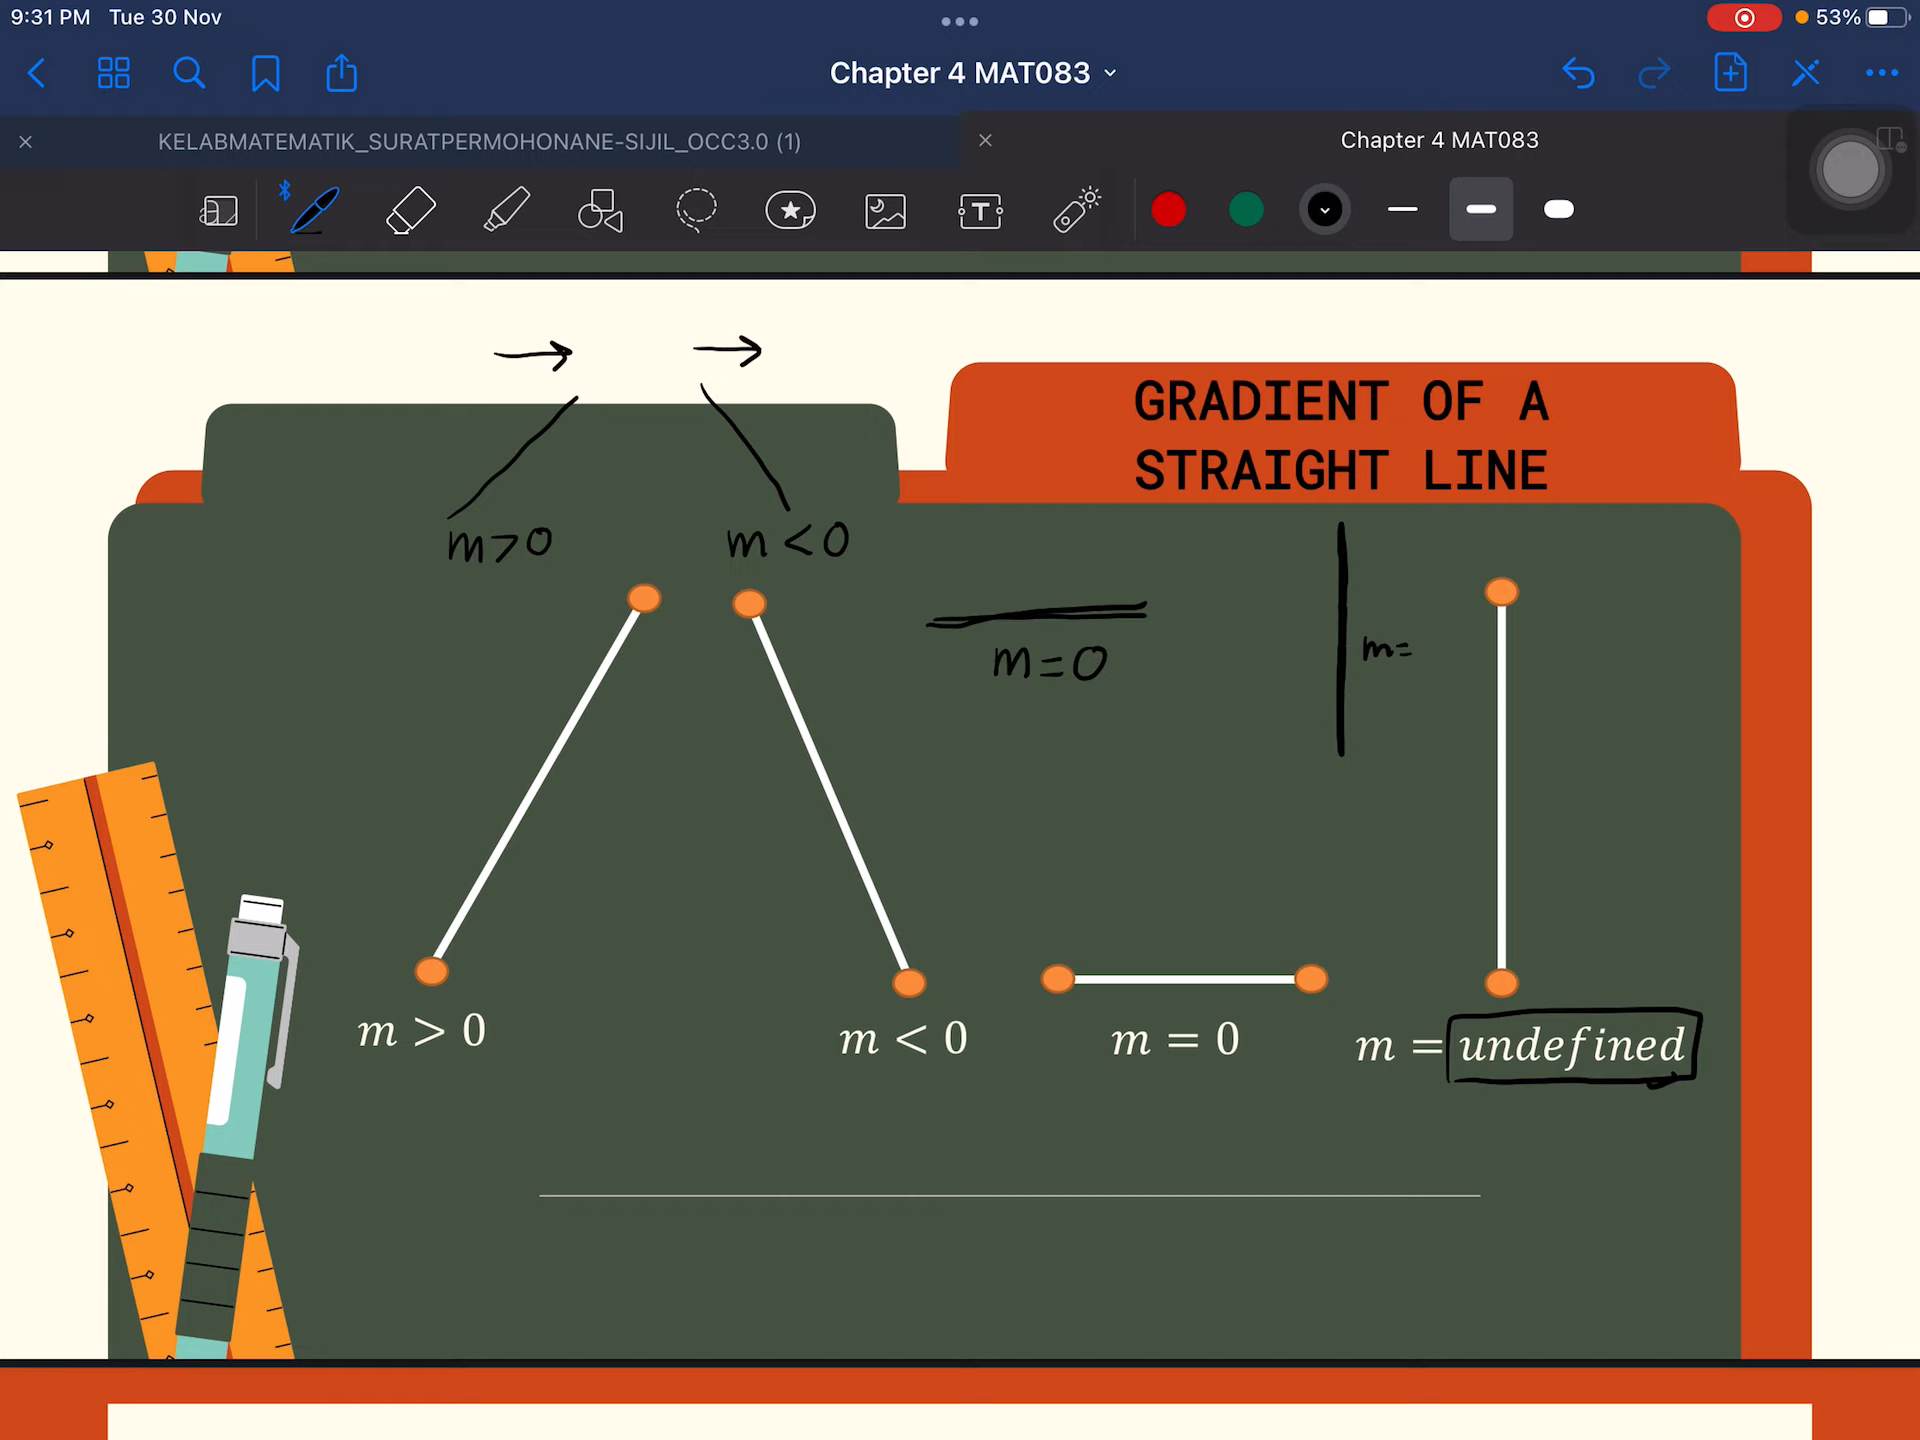 9:31 PM Tue 30 Nov
53%
Chapter 4 MAT083
KELABMATEMATIK_SURATPERMOHONANE-SIJIL_OCC3.0 (1)
Chapter 4 MAT083
T
GRADIENT OF A
STRAIGHT LINE
m>0
m<0
m=0
m=
m > 0
m < 0
m = 0
m = undefined